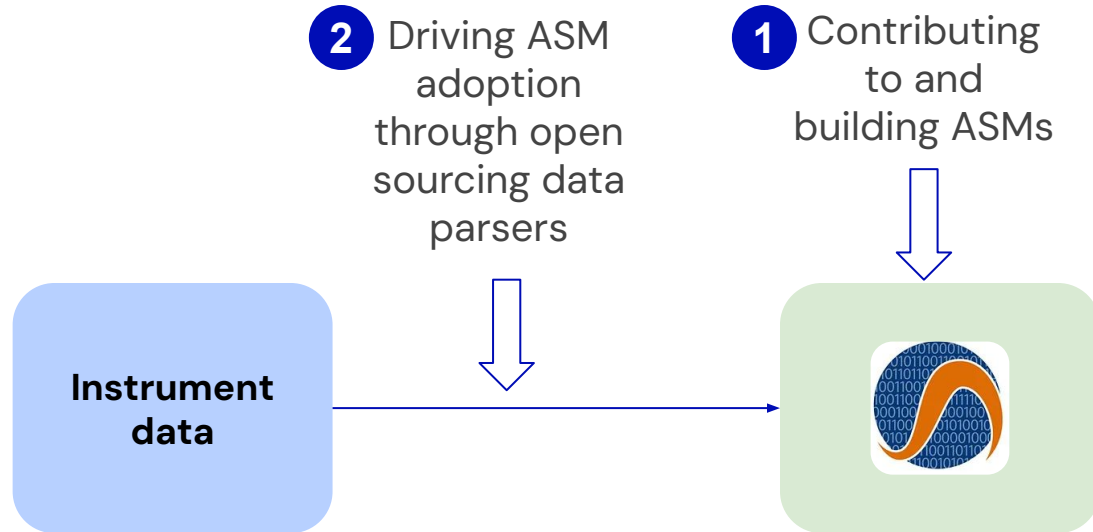 2
Driving ASM
adoption
through open
sourcing data
parsers
1
Contributing
to and
building ASMs
Instrument
data